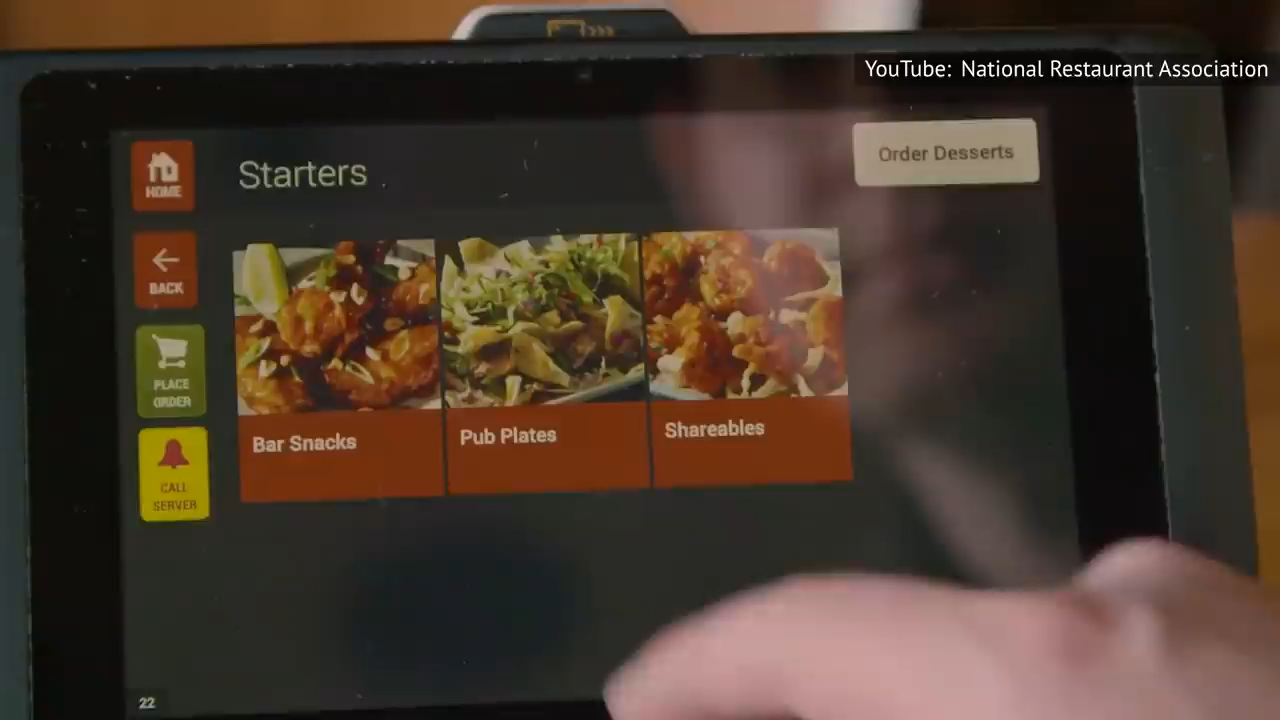 YouTube: National Restaurant Association
HOME
Starters
Order Desserts
BACK
PLACE
ORDER
CALL
SERVER
Bar Snacks
Pub Plates
Shareables
22